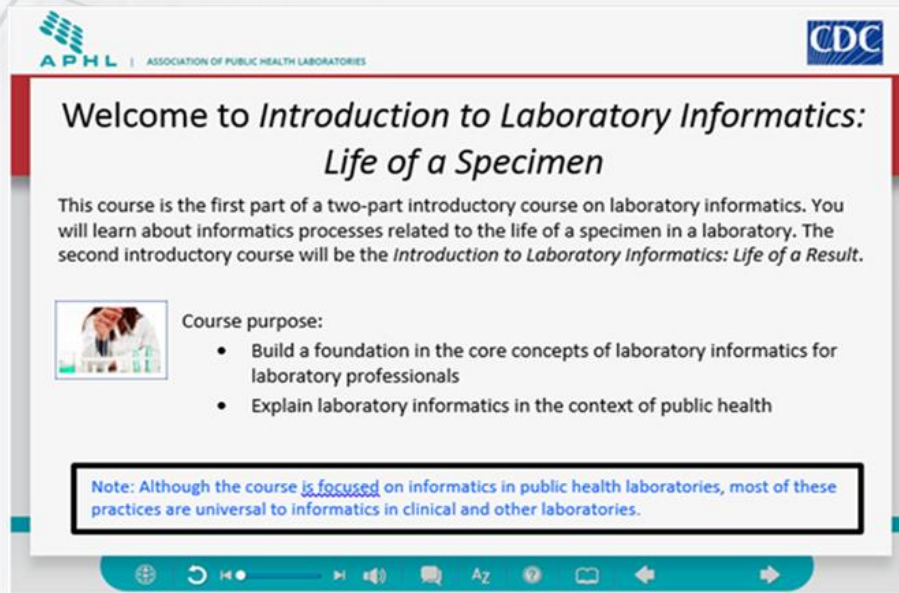 CDC
APHL | ASSOCIATION OF PUBLIC HEALTH LABORATORIES
Welcome to Introduction to Laboratory Informatics:
Life of a Specimen
This course is the first part of a two-part introductory course on laboratory informatics. You
will learn about informatics processes related to the life of a specimen in a laboratory. The
second introductory course will be the Introduction to Laboratory Informatics: Life of a Result.
Course purpose:
• Build a foundation in the core concepts of laboratory informatics for
laboratory professionals
• Explain laboratory informatics in the context of public health
Note: Although the course is focused on informatics in public health laboratories, most of these
practices are universal to informatics in clinical and other laboratories.
AZ
?